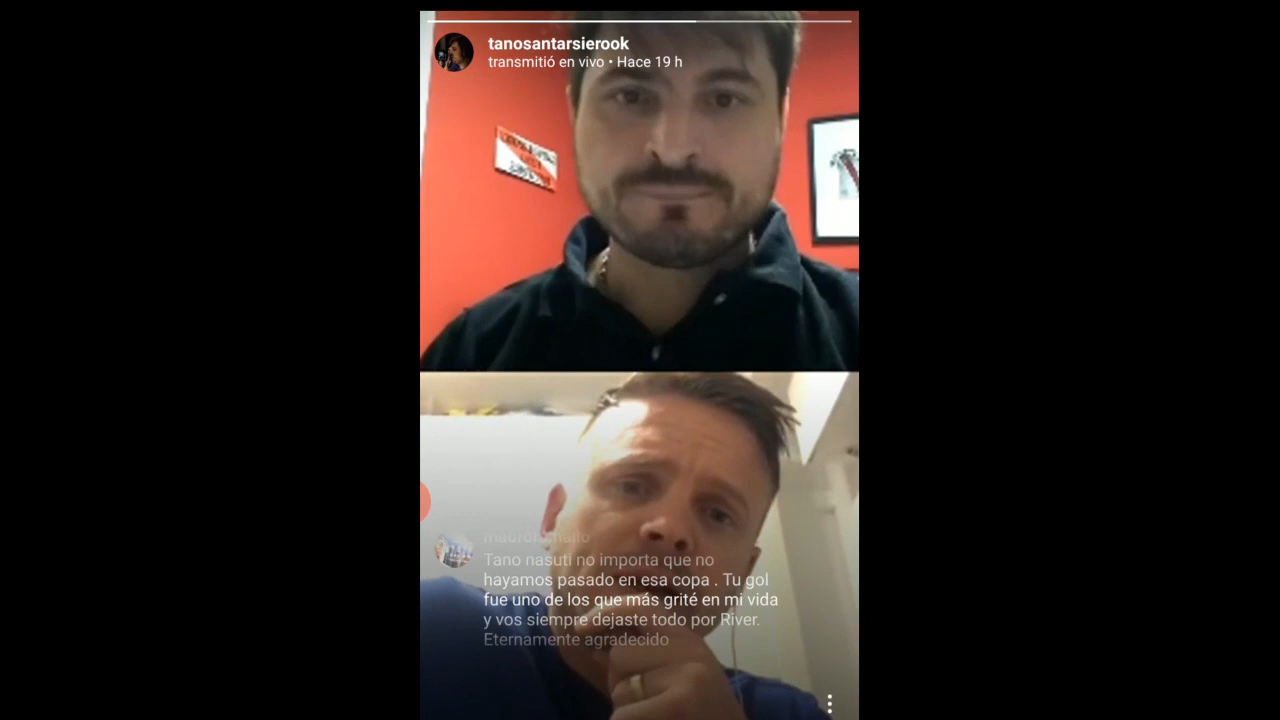 tanosantarsierook
transmitió en vivo • Hace 19 h
Tano nasuti no importa que no
hayamos pasado en esa copa . Tu gol
fue uno de los que más grité en mi vida
y vos siempre dejaste todo por River.
Eternamente agradecido